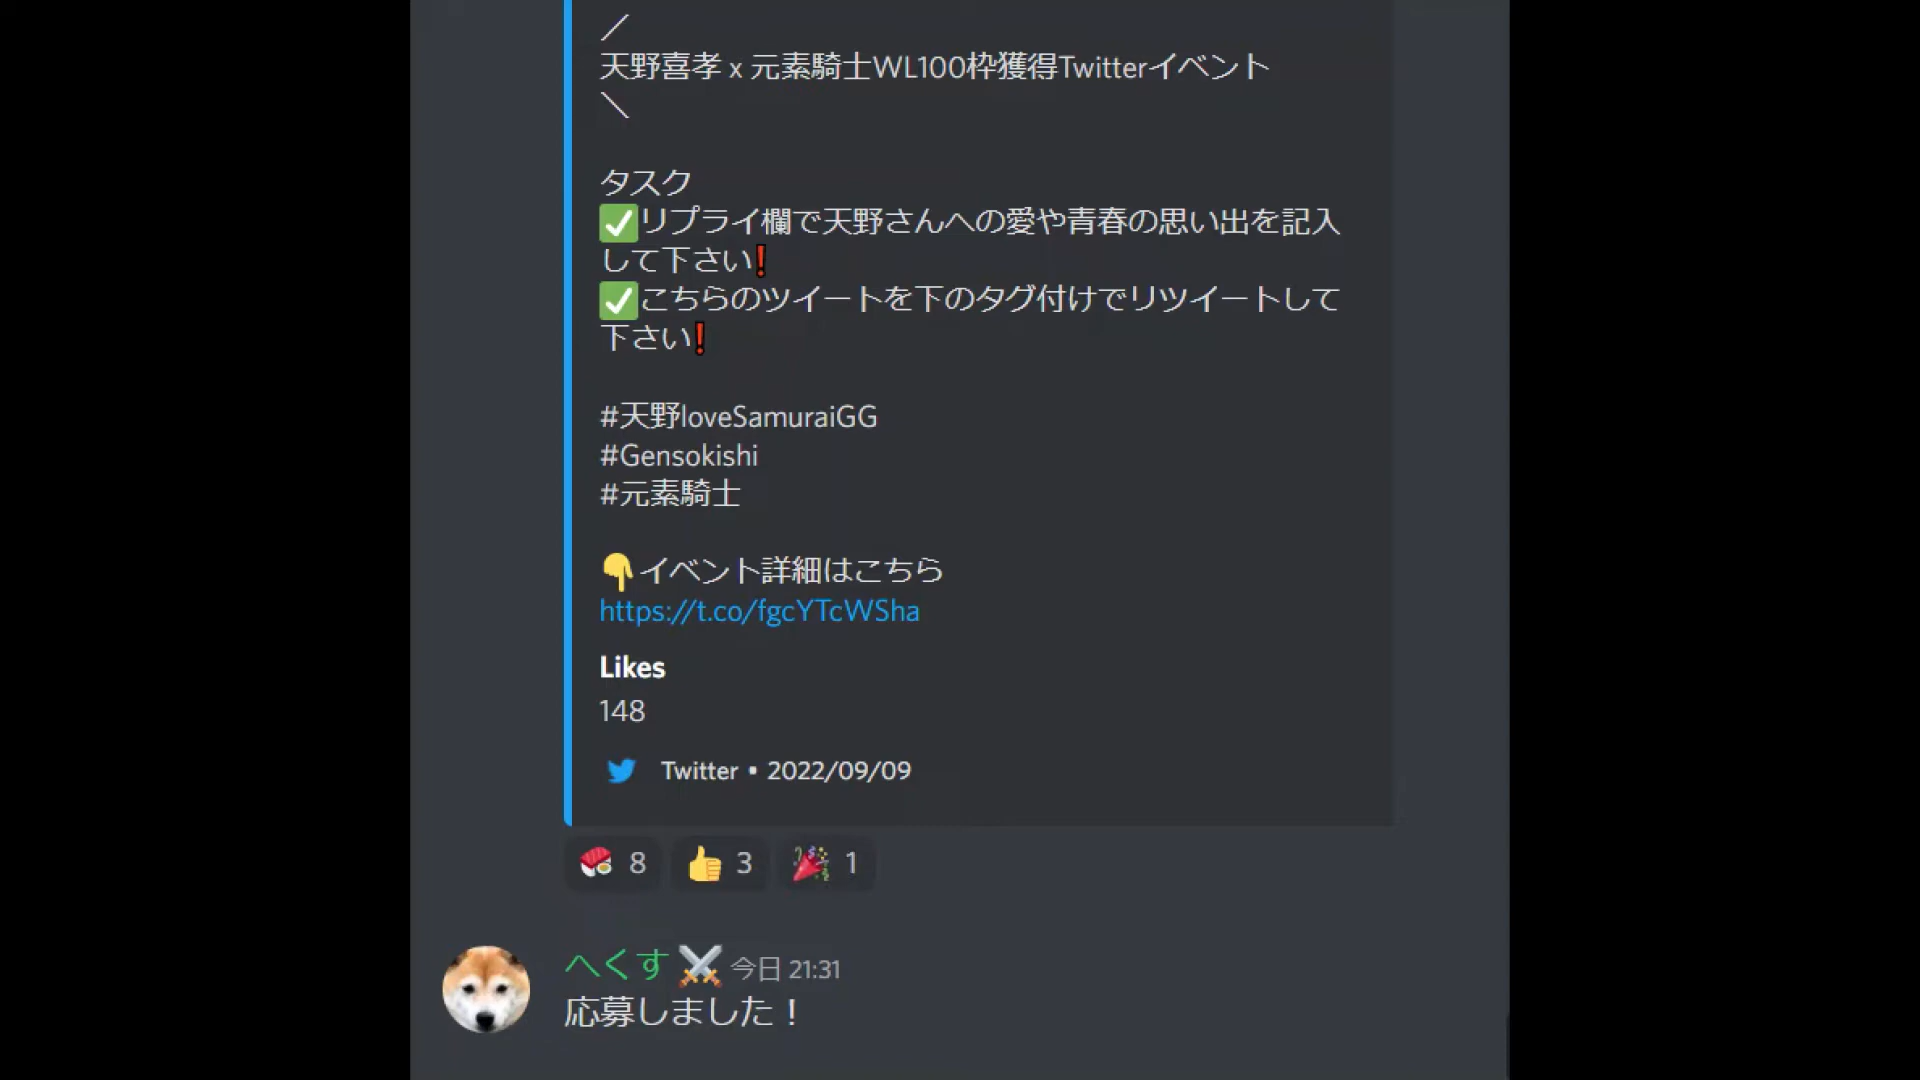 ／
天野喜孝 x 元素騎士WL100枠獲得Twitterイベント
＼
タスク
✅リプライ欄で天野さんへの愛や青春の思い出を記入
して下さい❗
✅こちらのツイートを下のタグ付けでリツイートして
下さい❗
#天野loveSamuraiGG
#Gensokishi
#元素騎士
👇イベント詳細はこちら
https://t.co/fgcYTcWSha
Likes
148
Twitter • 2022/09/09
🍣 8 👍 3 🎉 1
へくす⚔️ 今日 21:31
応募しました！